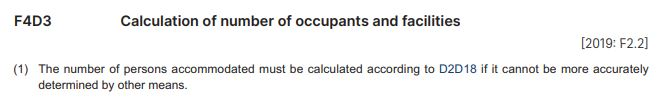 F4D3 Calculation of number of occupants and facilities
[2019: F2.2]
(1) The number of persons accommodated must be calculated according to D2D18 if it cannot be more accurately
determined by other means.